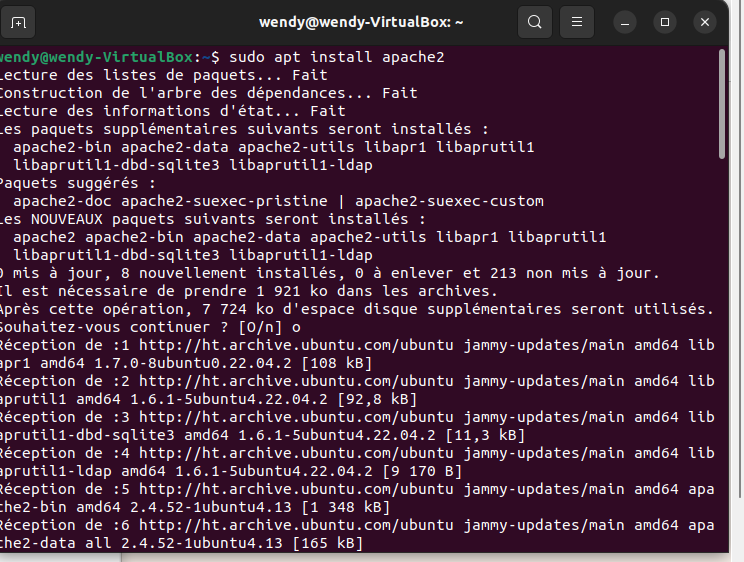 wendy@wendy-VirtualBox: ~
wendy@wendy-VirtualBox:~$ sudo apt install apache2
Lecture des listes de paquets... Fait
Construction de l'arbre des dépendances... Fait
Lecture des informations d'état... Fait
Les paquets supplémentaires suivants seront installés :
  apache2-bin apache2-data apache2-utils libapr1 libaprutil1
  libaprutil1-dbd-sqlite3 libaprutil1-ldap
Paquets suggérés :
  apache2-doc apache2-suexec-pristine | apache2-suexec-custom
Les NOUVEAUX paquets suivants seront installés :
  apache2 apache2-bin apache2-data apache2-utils libapr1 libaprutil1
  libaprutil1-dbd-sqlite3 libaprutil1-ldap
0 mis à jour, 8 nouvellement installés, 0 à enlever et 213 non mis à jour.
Il est nécessaire de prendre 1 921 ko dans les archives.
Après cette opération, 7 724 ko d'espace disque supplémentaires seront utilisés.
Souhaitez-vous continuer ? [O/n] o
Réception de :1 http://ht.archive.ubuntu.com/ubuntu jammy-updates/main amd64 lib
apr1 amd64 1.7.0-8ubuntu0.22.04.2 [108 kB]
Réception de :2 http://ht.archive.ubuntu.com/ubuntu jammy-updates/main amd64 lib
aprutil1 amd64 1.6.1-5ubuntu4.22.04.2 [92,8 kB]
Réception de :3 http://ht.archive.ubuntu.com/ubuntu jammy-updates/main amd64 lib
aprutil1-dbd-sqlite3 amd64 1.6.1-5ubuntu4.22.04.2 [11,3 kB]
Réception de :4 http://ht.archive.ubuntu.com/ubuntu jammy-updates/main amd64 lib
aprutil1-ldap amd64 1.6.1-5ubuntu4.22.04.2 [9 170 B]
Réception de :5 http://ht.archive.ubuntu.com/ubuntu jammy-updates/main amd64 apa
che2-bin amd64 2.4.52-1ubuntu4.13 [1 348 kB]
Réception de :6 http://ht.archive.ubuntu.com/ubuntu jammy-updates/main amd64 apa
che2-data all 2.4.52-1ubuntu4.13 [165 kB]